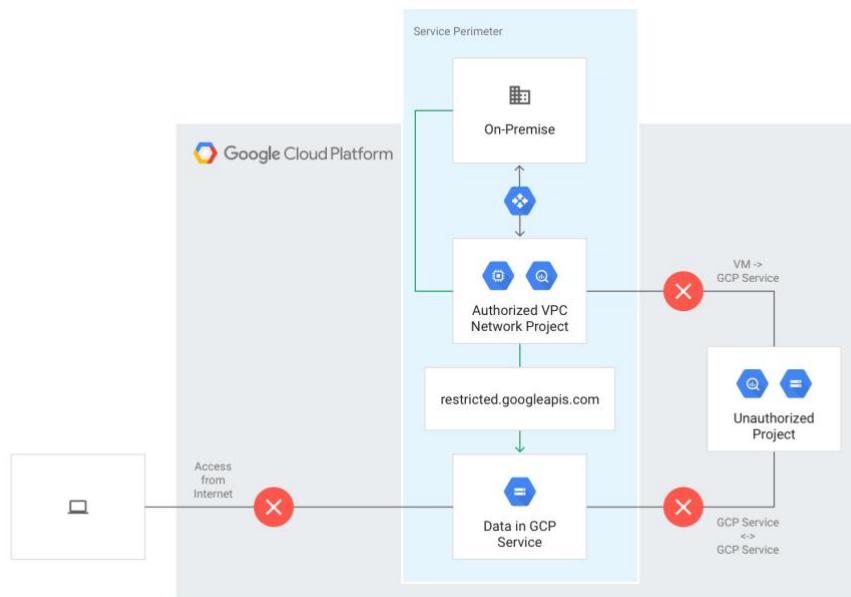 Service Perimeter
On-Premise
Google Cloud Platform
VM ->
GCP Service
Authorized VPC
Network Project
restricted.googleapis.com
Unauthorized
Project
Access
from
Internet
Data in GCP
Service
GCP Service
<->
GCP Service